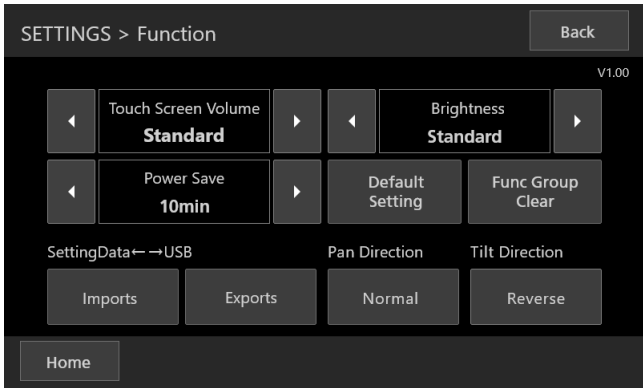 SETTINGS > Function
Back
V1.00
Touch Screen Volume
Standard
Brightness
Standard
Power Save
10min
Default
Setting
Func Group
Clear
SettingData←→USB
Pan Direction
Tilt Direction
Imports
Exports
Normal
Reverse
Home